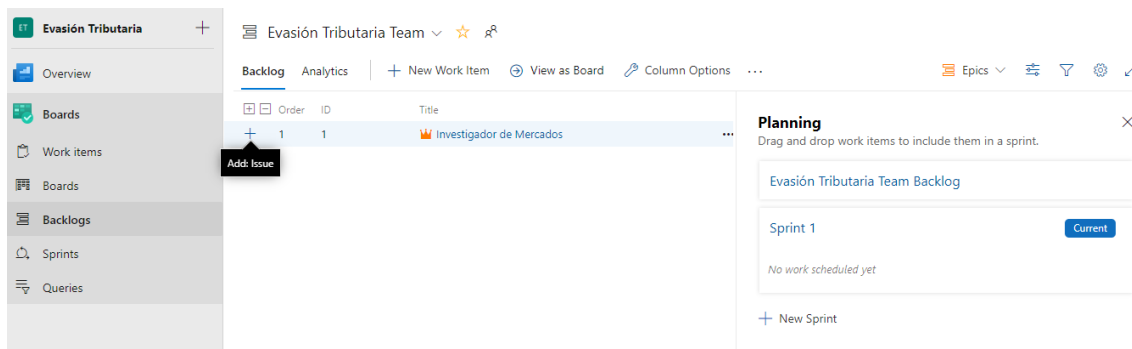 ET Evasión Tributaria
Overview
Boards
Work items
Boards
Backlogs
Sprints
Queries
Evasión Tributaria Team
Backlog Analytics New Work Item View as Board Column Options ... Epics
Order ID Title
1 1 Investigador de Mercados ...
Add: Issue
Planning
Drag and drop work items to include them in a sprint.
Evasión Tributaria Team Backlog
Sprint 1 Current
No work scheduled yet
New Sprint